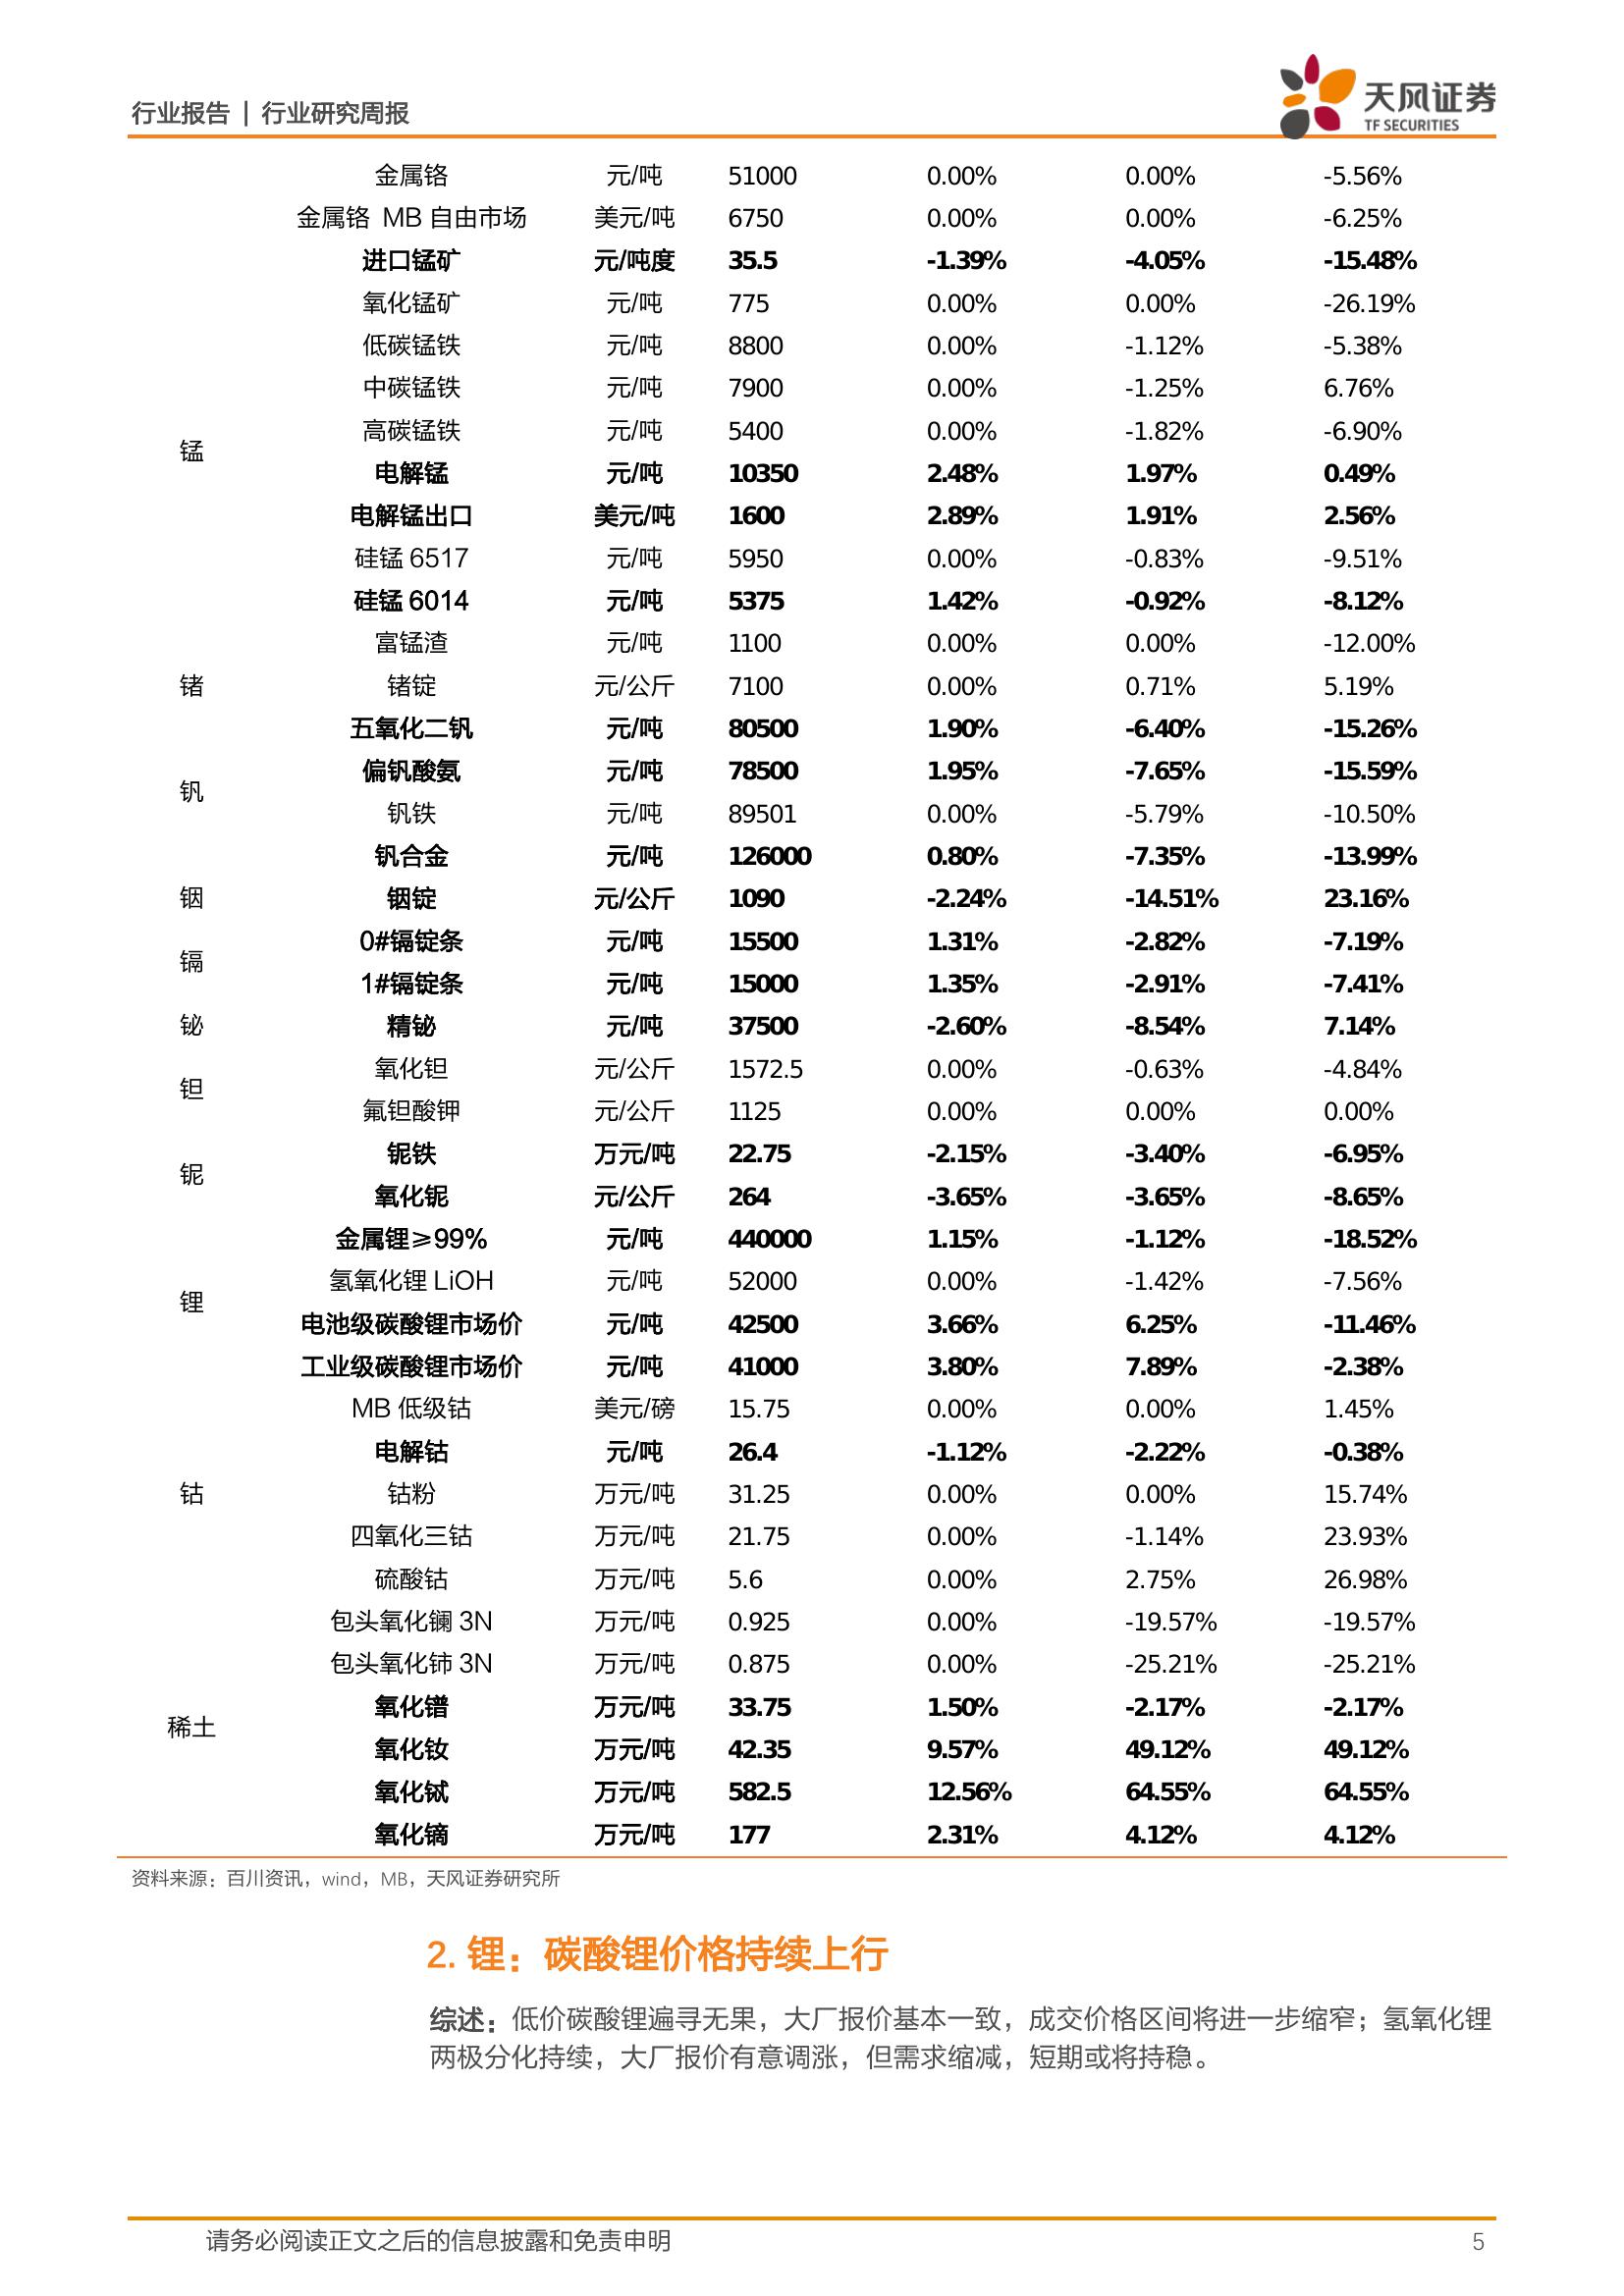 行业报告 | 行业研究周报
天风证券
TF SECURITIES
金属铬 元/吨 51000 0.00% 0.00% -5.56%
金属铬 MB 自由市场 美元/吨 6750 0.00% 0.00% -6.25%
进口锰矿 元/吨度 35.5 -1.39% -4.05% -15.48%
氧化锰矿 元/吨 775 0.00% 0.00% -26.19%
低碳锰铁 元/吨 8800 0.00% -1.12% -5.38%
中碳锰铁 元/吨 7900 0.00% -1.25% 6.76%
高碳锰铁 元/吨 5400 0.00% -1.82% -6.90%
锰
电解锰 元/吨 10350 2.48% 1.97% 0.49%
电解锰出口 美元/吨 1600 2.89% 1.91% 2.56%
硅锰 6517 元/吨 5950 0.00% -0.83% -9.51%
硅锰 6014 元/吨 5375 1.42% -0.92% -8.12%
富锰渣 元/吨 1100 0.00% 0.00% -12.00%
锗 锗锭 元/公斤 7100 0.00% 0.71% 5.19%
五氧化二钒 元/吨 80500 1.90% -6.40% -15.26%
偏钒酸氨 元/吨 78500 1.95% -7.65% -15.59%
钒
钒铁 元/吨 89501 0.00% -5.79% -10.50%
钒合金 元/吨 126000 0.80% -7.35% -13.99%
铟 铟锭 元/公斤 1090 -2.24% -14.51% 23.16%
0#镉锭条 元/吨 15500 1.31% -2.82% -7.19%
镉
1#镉锭条 元/吨 15000 1.35% -2.91% -7.41%
铋 精铋 元/吨 37500 -2.60% -8.54% 7.14%
氧化钽 元/公斤 1572.5 0.00% -0.63% -4.84%
钽
氟钽酸钾 元/公斤 1125 0.00% 0.00% 0.00%
铌铁 万元/吨 22.75 -2.15% -3.40% -6.95%
铌
氧化铌 元/公斤 264 -3.65% -3.65% -8.65%
金属锂≥99% 元/吨 440000 1.15% -1.12% -18.52%
氢氧化锂 LiOH 元/吨 52000 0.00% -1.42% -7.56%
锂
电池级碳酸锂市场价 元/吨 42500 3.66% 6.25% -11.46%
工业级碳酸锂市场价 元/吨 41000 3.80% 7.89% -2.38%
MB 低级钴 美元/磅 15.75 0.00% 0.00% 1.45%
电解钴 元/吨 26.4 -1.12% -2.22% -0.38%
钴 钴粉 万元/吨 31.25 0.00% 0.00% 15.74%
四氧化三钴 万元/吨 21.75 0.00% -1.14% 23.93%
硫酸钴 万元/吨 5.6 0.00% 2.75% 26.98%
包头氧化镧 3N 万元/吨 0.925 0.00% -19.57% -19.57%
包头氧化铈 3N 万元/吨 0.875 0.00% -25.21% -25.21%
氧化镨 万元/吨 33.75 1.50% -2.17% -2.17%
稀土
氧化钕 万元/吨 42.35 9.57% 49.12% 49.12%
氧化铽 万元/吨 582.5 12.56% 64.55% 64.55%
氧化镝 万元/吨 177 2.31% 4.12% 4.12%
资料来源：百川资讯，wind，MB，天风证券研究所
2. 锂：碳酸锂价格持续上行
综述：低价碳酸锂遍寻无果，大厂报价基本一致，成交价格区间将进一步缩窄；氢氧化锂
两极分化持续，大厂报价有意调涨，但需求缩减，短期或将持稳。
请务必阅读正文之后的信息披露和免责申明 5